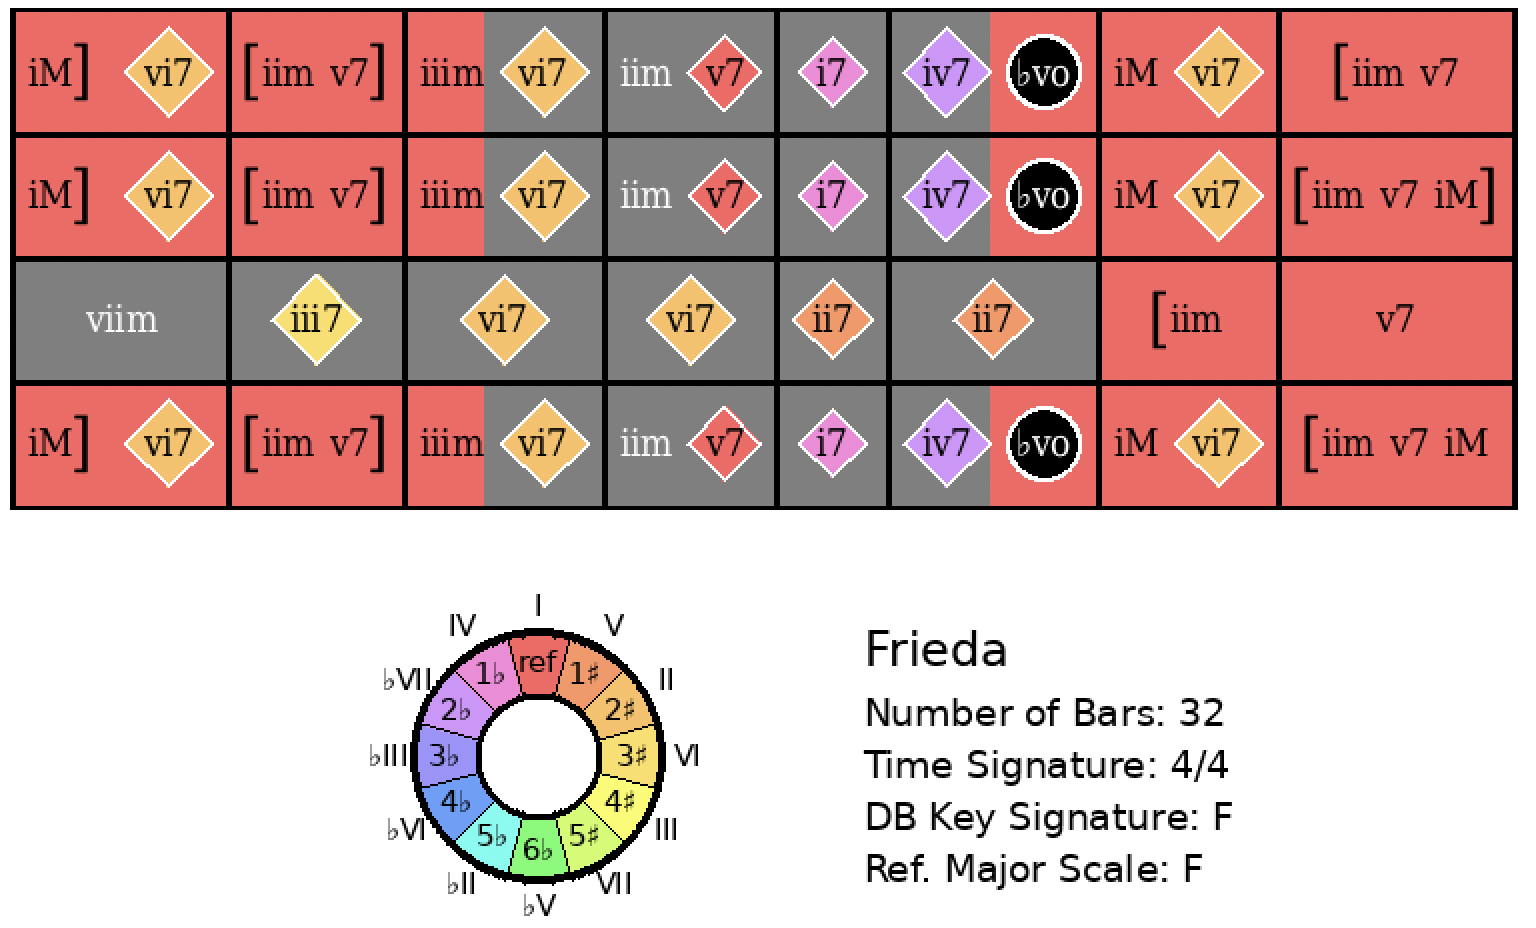 iM] vi7 [iim v7] iiim vi7 iim v7 i7 iv7 ♭vo iM vi7 [iim v7
iM] vi7 [iim v7] iiim vi7 iim v7 i7 iv7 ♭vo iM vi7 [iim v7 iM]
viim iii7 vi7 vi7 ii7 ii7 [iim v7
iM] vi7 [iim v7] iiim vi7 iim v7 i7 iv7 ♭vo iM vi7 [iim v7 iM
I
IV V
1♭ ref 1♯
♭VII II
2♭ 2♯
♭III 3♭ 3♯ VI
4♭ 4♯
♭VI III
5♭ 6♭ 5♯
♭II VII
♭V
Frieda
Number of Bars: 32
Time Signature: 4/4
DB Key Signature: F
Ref. Major Scale: F